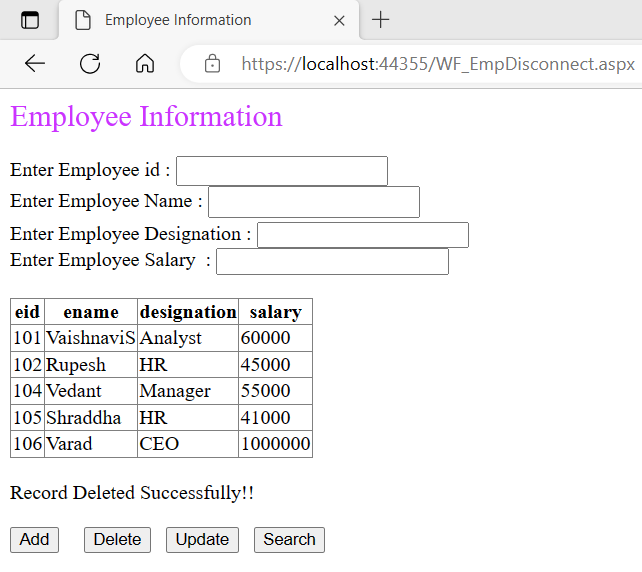 Employee Information
https://localhost:44355/WF_EmpDisconnect.aspx
Employee Information
Enter Employee id :
Enter Employee Name :
Enter Employee Designation :
Enter Employee Salary :
eid ename designation salary
101 VaishnaviS Analyst 60000
102 Rupesh HR 45000
104 Vedant Manager 55000
105 Shraddha HR 41000
106 Varad CEO 1000000
Record Deleted Successfully!!
Add Delete Update Search